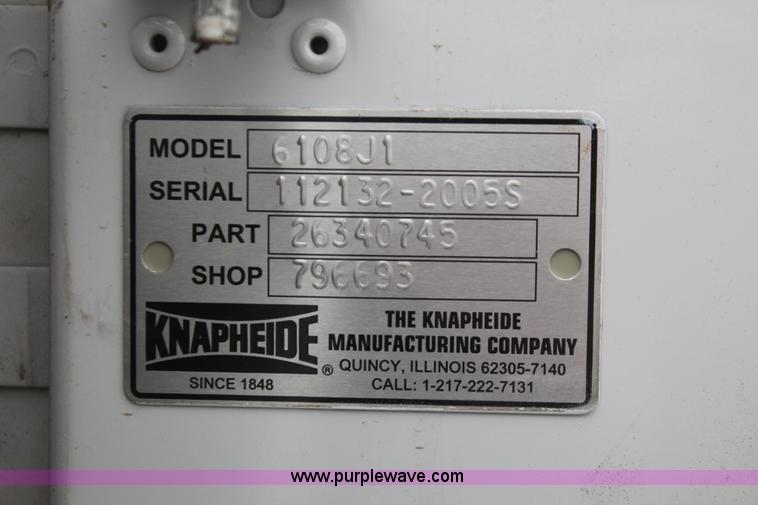 MODEL 6108J1
SERIAL 112132-2005S
PART 26340745
SHOP 796693
KNAPHEIDE ®
SINCE 1848
THE KNAPHEIDE
MANUFACTURING COMPANY
QUINCY, ILLINOIS 62305-7140
CALL: 1-217-222-7131
www.purplewave.com